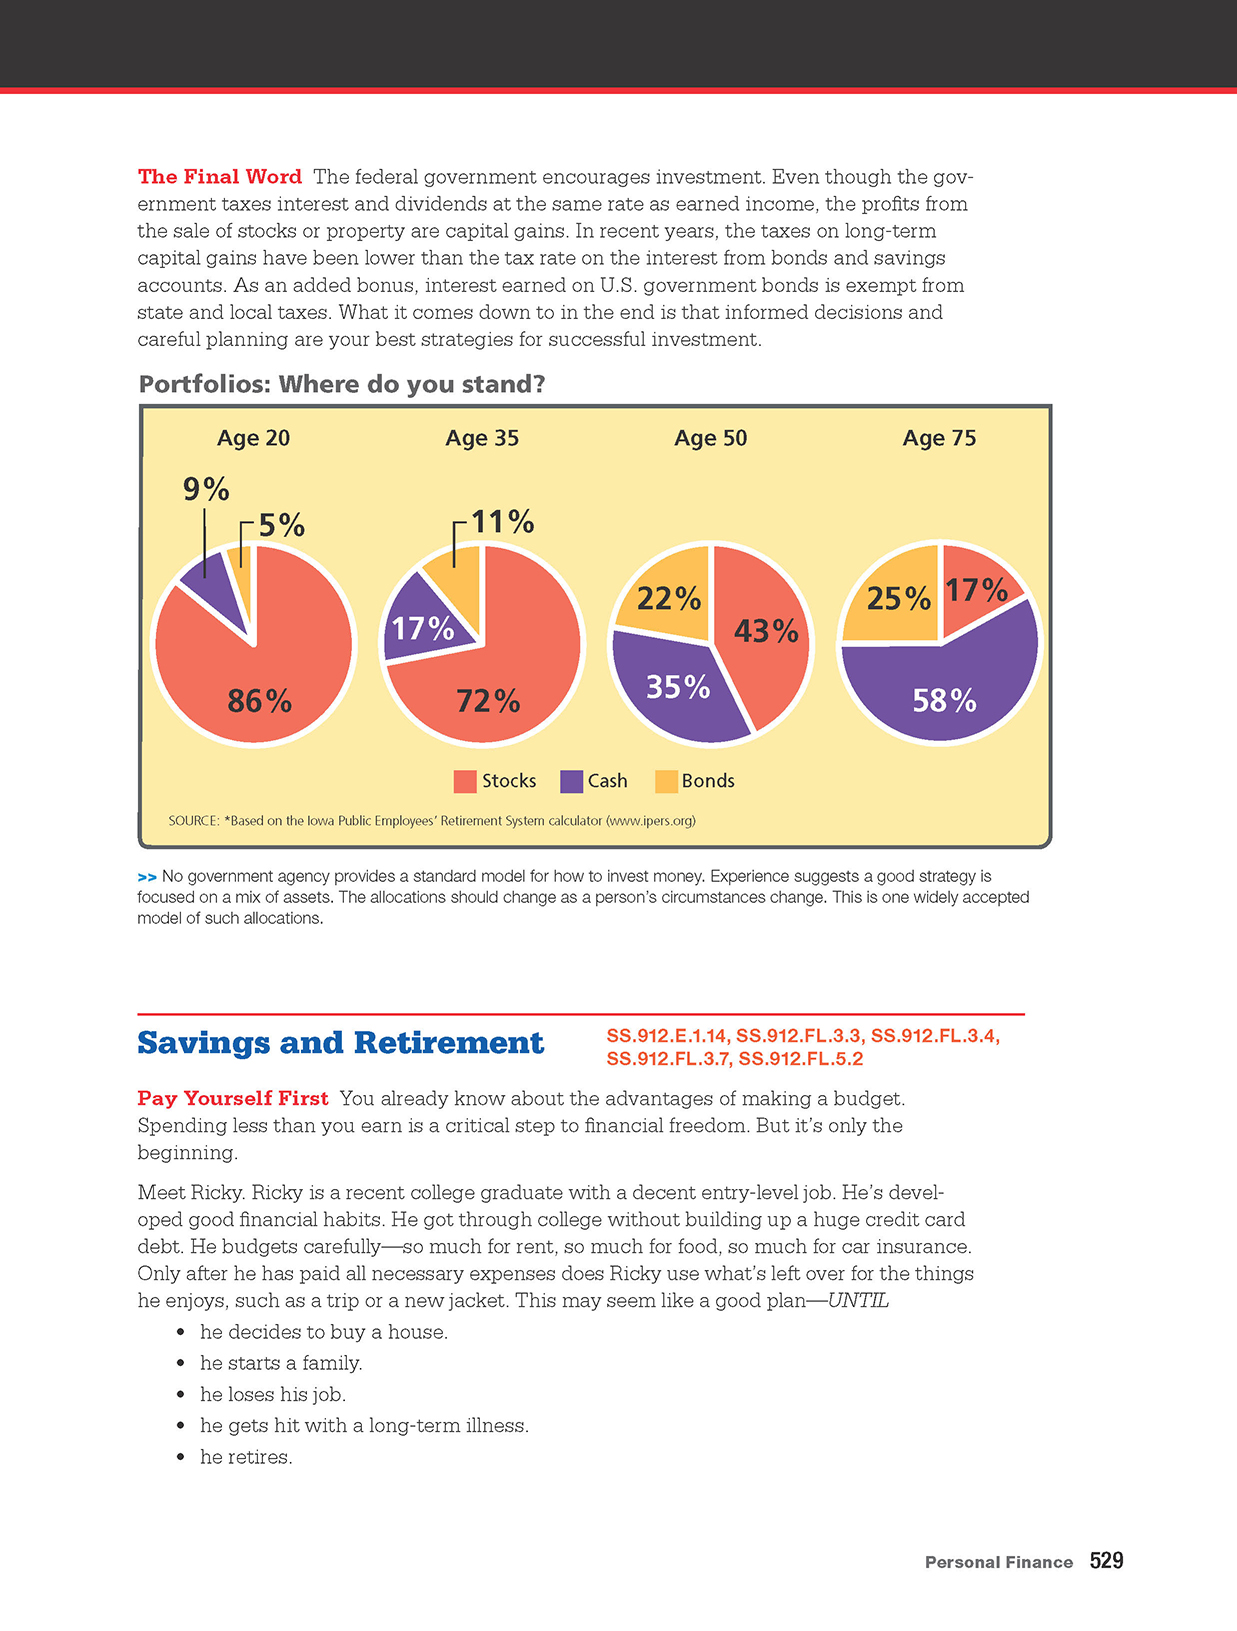 The Final Word The federal government encourages investment. Even though the gov-
ernment taxes interest and dividends at the same rate as earned income, the profits from
the sale of stocks or property are capital gains. In recent years, the taxes on long-term
capital gains have been lower than the tax rate on the interest from bonds and savings
accounts. As an added bonus, interest earned on U.S. government bonds is exempt from
state and local taxes. What it comes down to in the end is that informed decisions and
careful planning are your best strategies for successful investment.
Portfolios: Where do you stand?
Age 20 Age 35 Age 50 Age 75
9%
5% 11%
22% 25% 17%
17% 43%
35%
86% 72% 58%
Stocks Cash Bonds
SOURCE: *Based on the Iowa Public Employees’ Retirement System calculator (www.ipers.org)
>> No government agency provides a standard model for how to invest money. Experience suggests a good strategy is
focused on a mix of assets. The allocations should change as a person’s circumstances change. This is one widely accepted
model of such allocations.
Savings and Retirement
SS.912.E.1.14, SS.912.FL.3.3, SS.912.FL.3.4,
SS.912.FL.3.7, SS.912.FL.5.2
Pay Yourself First You already know about the advantages of making a budget.
Spending less than you earn is a critical step to financial freedom. But it’s only the
beginning.
Meet Ricky. Ricky is a recent college graduate with a decent entry-level job. He’s devel-
oped good financial habits. He got through college without building up a huge credit card
debt. He budgets carefully—so much for rent, so much for food, so much for car insurance.
Only after he has paid all necessary expenses does Ricky use what’s left over for the things
he enjoys, such as a trip or a new jacket. This may seem like a good plan—UNTIL
• he decides to buy a house.
• he starts a family.
• he loses his job.
• he gets hit with a long-term illness.
• he retires.
Personal Finance 529